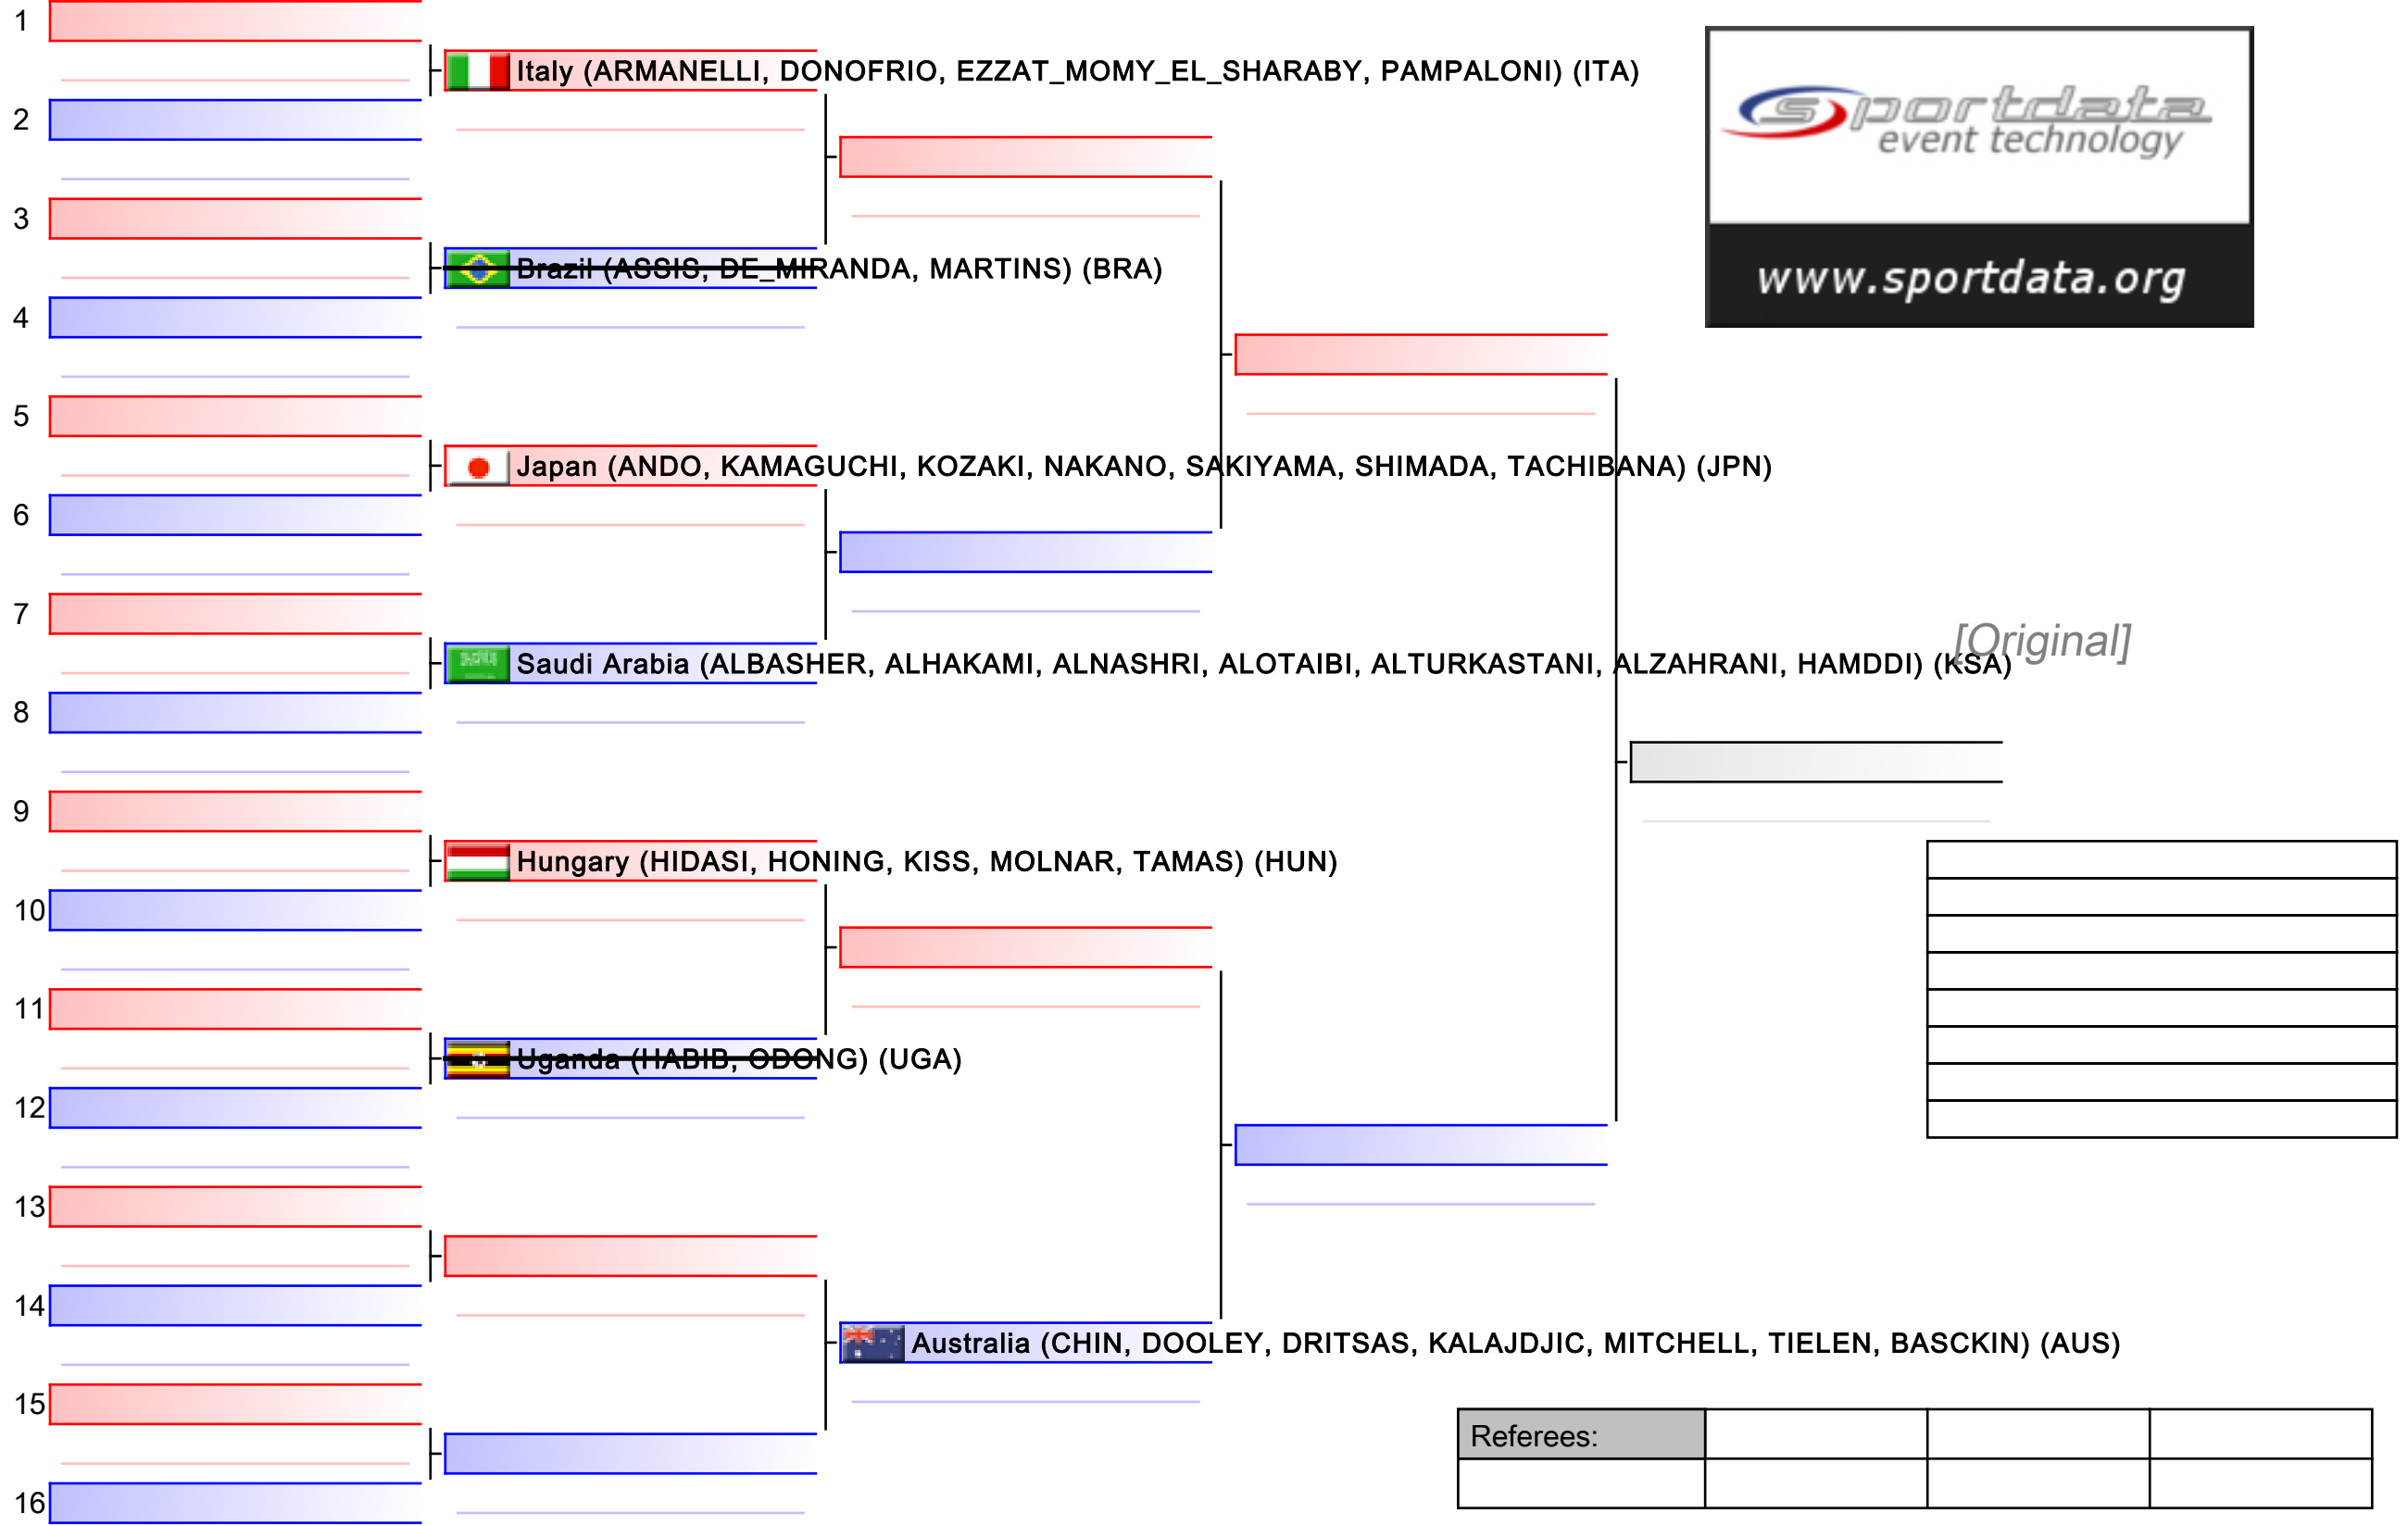 1
Italy (ARMANELLI, DONOFRIO, EZZAT_MOMY_EL_SHARABY, PAMPALONI) (ITA)
sportdata
event technology
www.sportdata.org
2
3
Brazil (ASSIS, DE_MIRANDA, MARTINS) (BRA)
4
5
Japan (ANDO, KAMAGUCHI, KOZAKI, NAKANO, SAKIYAMA, SHIMADA, TACHIBANA) (JPN)
6
7
[Original]
Saudi Arabia (ALBASHER, ALHAKAMI, ALNASHRI, ALOTAIBI, ALTURKASTANI, ALZAHRANI, HAMDDI) (KSA)
8
9
Hungary (HIDASI, HONING, KISS, MOLNAR, TAMAS) (HUN)
10
11
Uganda (HABIB, ODONG) (UGA)
12
13
14
Australia (CHIN, DOOLEY, DRITSAS, KALAJDJIC, MITCHELL, TIELEN, BASCKIN) (AUS)
15
Referees:
16